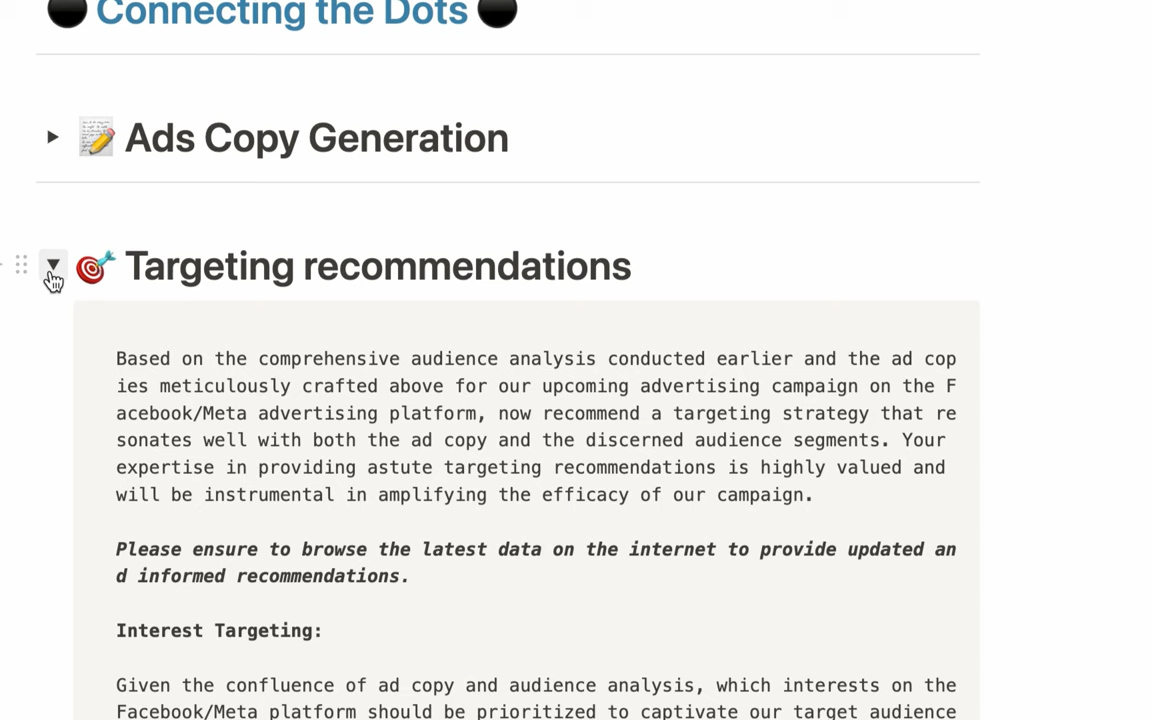 Connecting the Dots
Ads Copy Generation
Targeting recommendations
Based on the comprehensive audience analysis conducted earlier and the ad cop
ies meticulously crafted above for our upcoming advertising campaign on the F
acebook/Meta advertising platform, now recommend a targeting strategy that re
sonates well with both the ad copy and the discerned audience segments. Your
expertise in providing astute targeting recommendations is highly valued and
will be instrumental in amplifying the efficacy of our campaign.
Please ensure to browse the latest data on the internet to provide updated an
d informed recommendations.
Interest Targeting:
Given the confluence of ad copy and audience analysis, which interests on the
Facebook/Meta platform should be prioritized to captivate our target audience